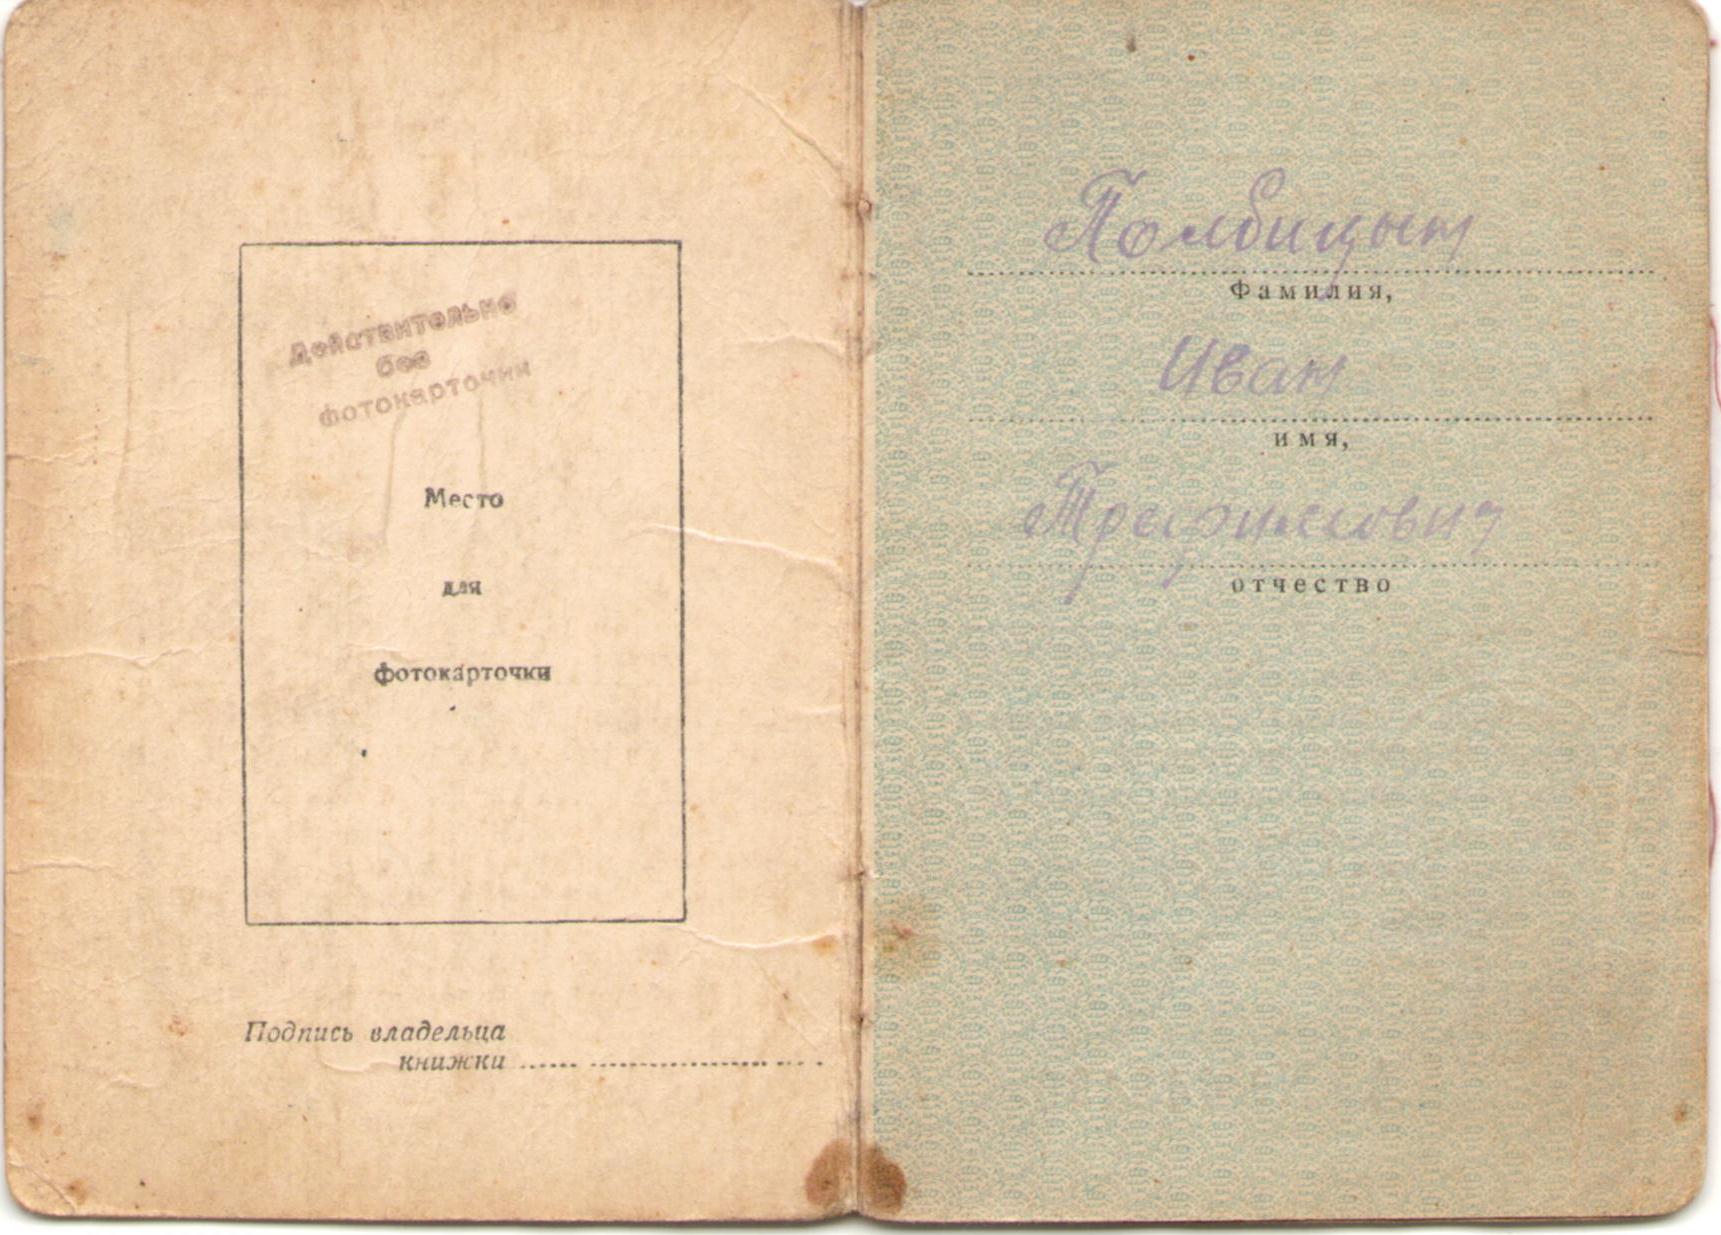 Действительно
без
фотокарточки
Место
для
фотокарточки
Подпись владельца
книжки
Фамилия,
Иван
имя,
отчество